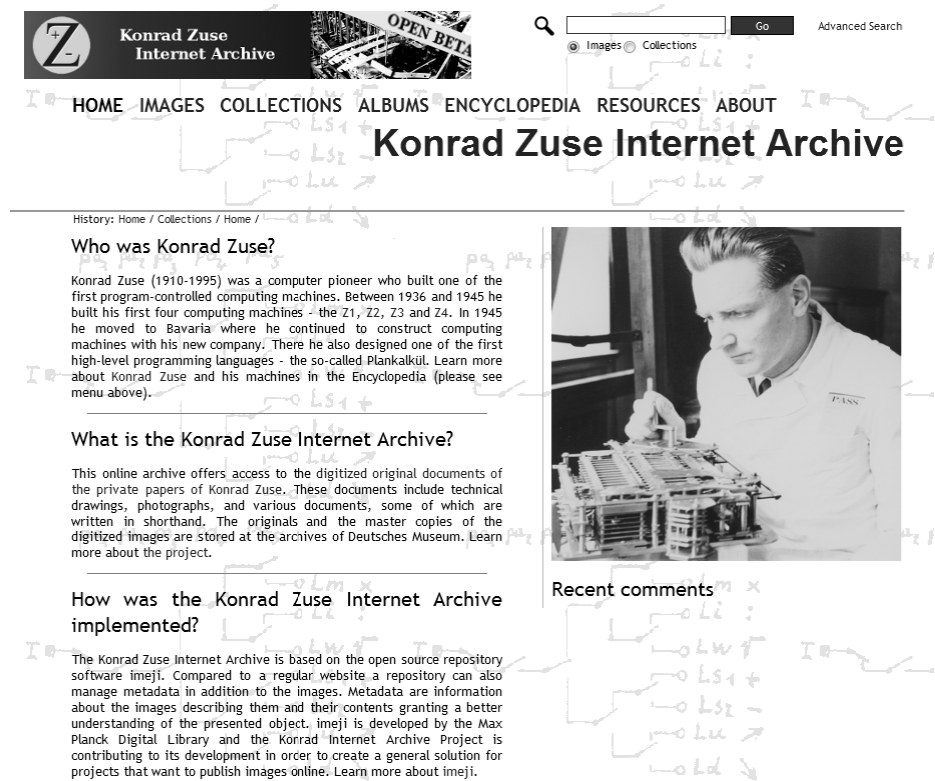 Konrad Zuse
Internet Archive
OPEN BETA
Go
Advanced Search
Images Collections
HOME IMAGES COLLECTIONS ALBUMS ENCYCLOPEDIA RESOURCES ABOUT
Konrad Zuse Internet Archive
History: Home / Collections / Home /
Who was Konrad Zuse?
Konrad Zuse (1910-1995) was a computer pioneer who built one of the
first program-controlled computing machines. Between 1936 and 1945 he
built his first four computing machines - the Z1, Z2, Z3 and Z4. In 1945
he moved to Bavaria where he continued to construct computing
machines with his new company. There he also designed one of the first
high-level programming languages - the so-called Plankalkül. Learn more
about Konrad Zuse and his machines in the Encyclopedia (please see
menu above).
What is the Konrad Zuse Internet Archive?
This online archive offers access to the digitized original documents of
the private papers of Konrad Zuse. These documents include technical
drawings, photographs, and various documents, some of which are
written in shorthand. The originals and the master copies of the
digitized images are stored at the archives of Deutsches Museum. Learn
more about the project.
How was the Konrad Zuse Internet Archive
implemented?
The Konrad Zuse Internet Archive is based on the open source repository
software imeji. Compared to a regular website a repository can also
manage metadata in addition to the images. Metadata are information
about the images describing them and their contents granting a better
understanding of the presented object. imeji is developed by the Max
Planck Digital Library and the Konrad Internet Archive Project is
contributing to its development in order to create a general solution for
projects that want to publish images online. Learn more about imeji.
PASS
Recent comments